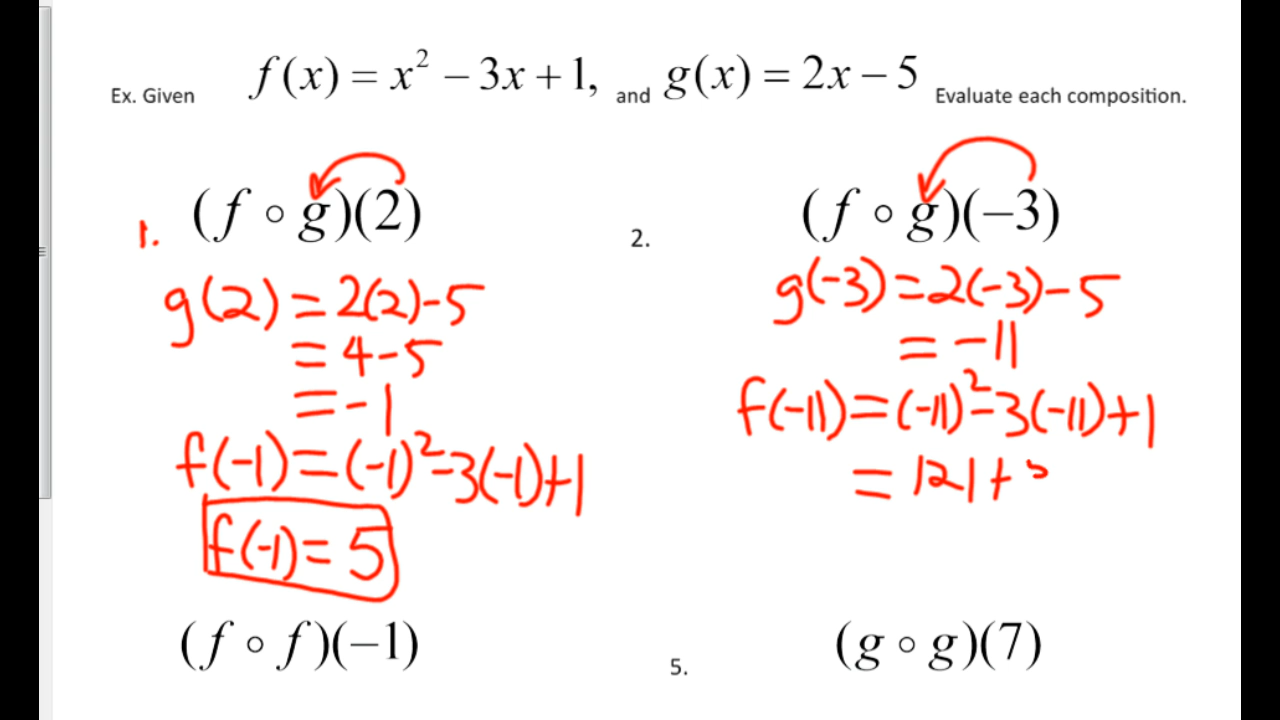 Ex. Given f(x) = x² − 3x + 1, and g(x) = 2x − 5 Evaluate each composition.
1. (f ∘ g)(2)
g(2) = 2(2) - 5
= 4 - 5
= -1
f(-1) = (-1)² - 3(-1) + 1
f(-1) = 5
2. (f ∘ g)(−3)
g(-3) = 2(-3) - 5
= -11
f(-11) = (-11)² - 3(-11) + 1
= 121 +
(f ∘ f)(−1)
5. (g ∘ g)(7)